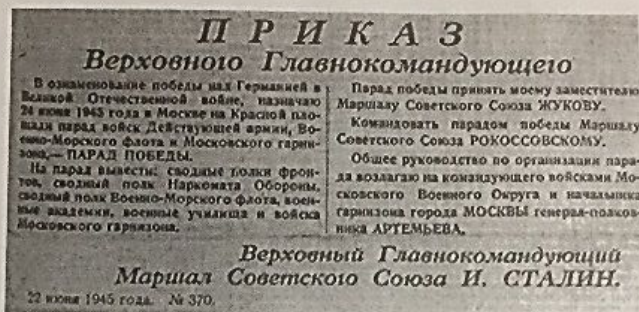 ПРИКАЗ
Верховного Главнокомандующего
В ознаменование победы над Германией в
Великой Отечественной войне, назначаю
24 июня 1945 года в Москве на Красной пло-
щади парад войск Действующей армии, Во-
енно-Морского флота и Московского гарни-
зона,— ПАРАД ПОБЕДЫ.
На парад вывести: сводные полки фрон-
тов, сводный полк Наркомата Обороны,
сводный полк Военно-Морского флота, воен-
ные академии, военные училища и войска
Московского гарнизона.
Парад победы принять моему заместителю
Маршалу Советского Союза ЖУКОВУ.
Командовать парадом победы Маршалу
Советского Союза РОКОССОВСКОМУ.
Общее руководство по организации пара-
да возлагаю на командующего войсками Мо-
сковского Военного Округа и начальника
гарнизона города МОСКВЫ генерал-полков-
ника АРТЕМЬЕВА.
Верховный Главнокомандующий
Маршал Советского Союза И. СТАЛИН.
22 июня 1945 года. № 370.